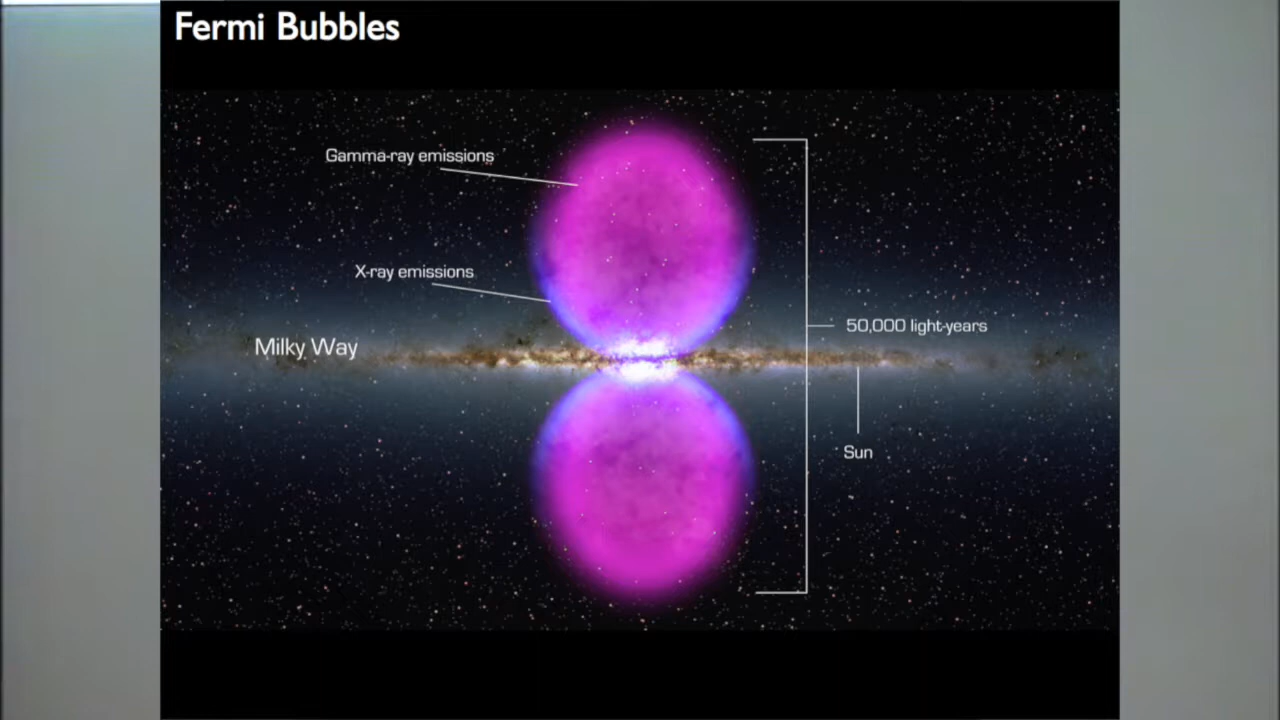 Fermi Bubbles
Gamma-ray emissions
X-ray emissions
50,000 light-years
Milky Way
Sun